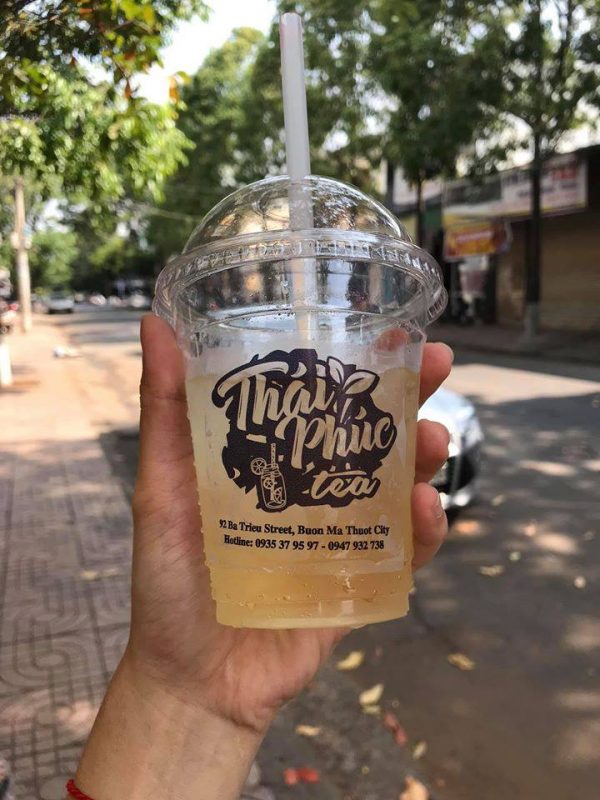 Thái
Phúc
tea
92 Ba Trieu Street, Buon Ma Thuot City
Hotline: 0935 37 95 97 - 0947 932 738